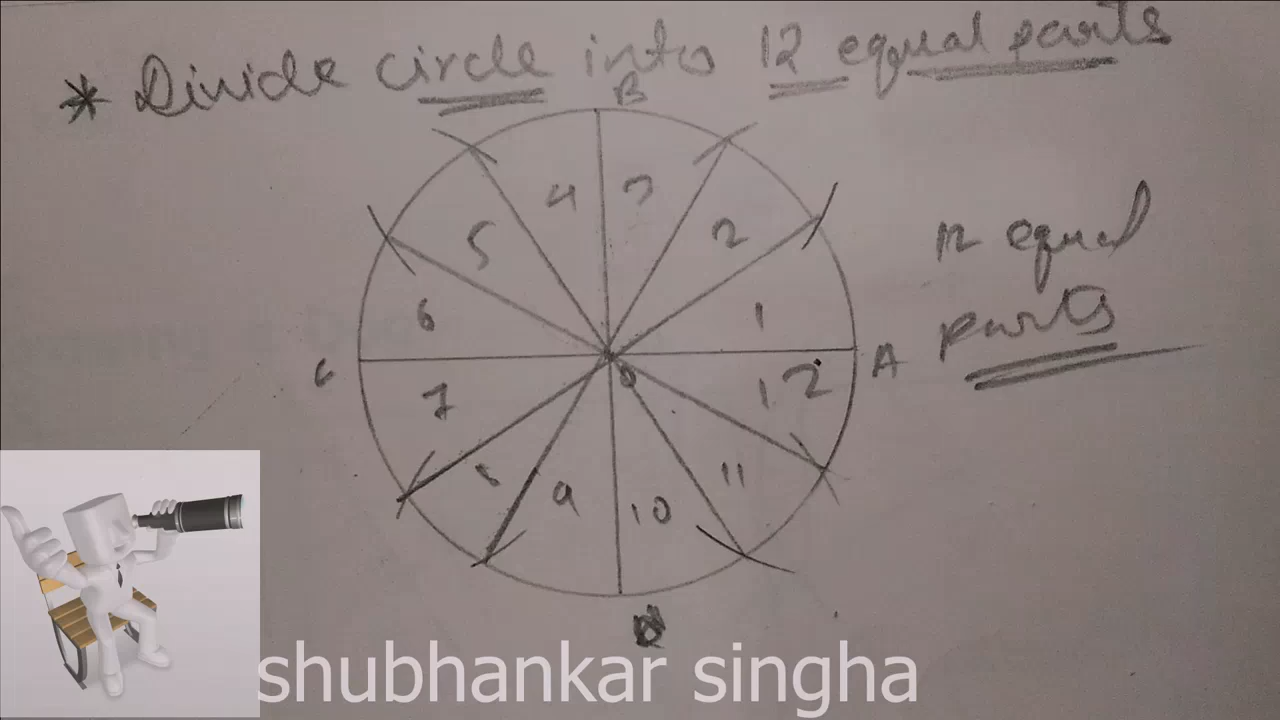 * Divide circle into 12 equal parts
B
4 3
5 2
12 equal
6 1
parts
C O A
7 12
8 11
9 10
D
shubhankar singha